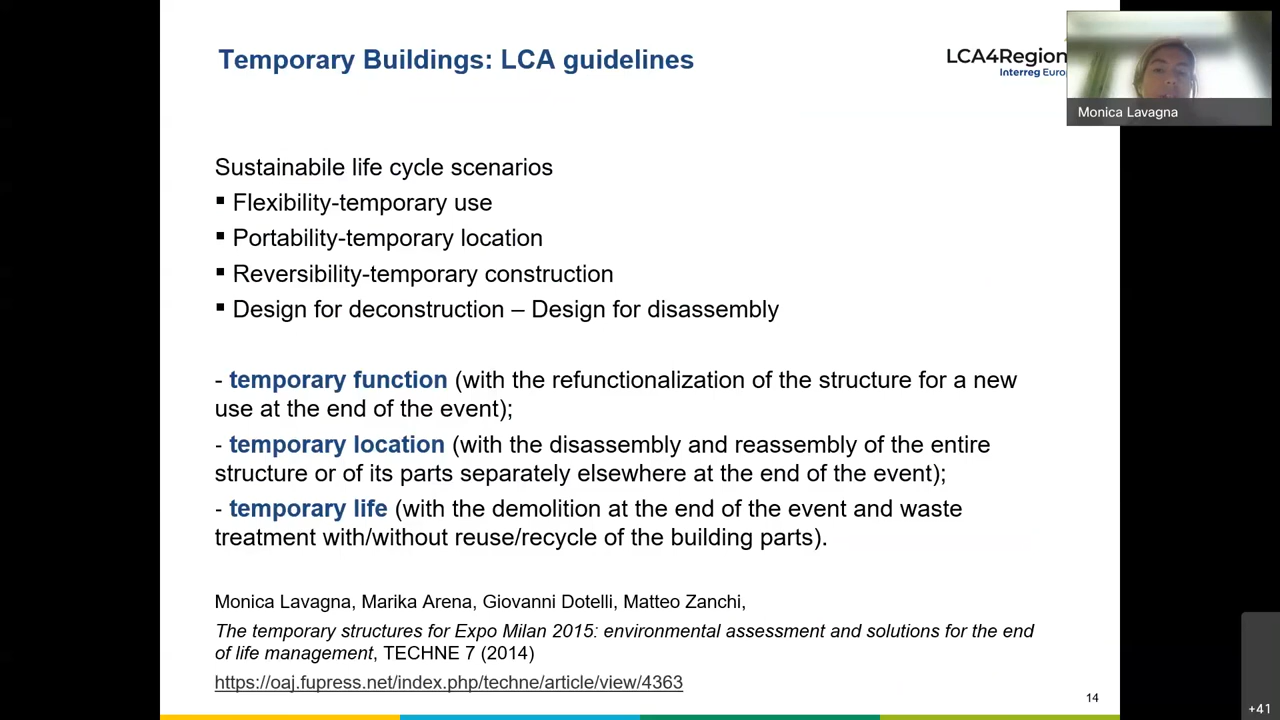 Temporary Buildings: LCA guidelines
LCA4Region
Interreg Euro
Monica Lavagna
Sustainabile life cycle scenarios
▪ Flexibility-temporary use
▪ Portability-temporary location
▪ Reversibility-temporary construction
▪ Design for deconstruction – Design for disassembly
- temporary function (with the refunctionalization of the structure for a new
use at the end of the event);
- temporary location (with the disassembly and reassembly of the entire
structure or of its parts separately elsewhere at the end of the event);
- temporary life (with the demolition at the end of the event and waste
treatment with/without reuse/recycle of the building parts).
Monica Lavagna, Marika Arena, Giovanni Dotelli, Matteo Zanchi,
The temporary structures for Expo Milan 2015: environmental assessment and solutions for the end
of life management, TECHNE 7 (2014)
https://oaj.fupress.net/index.php/techne/article/view/4363
14
+41